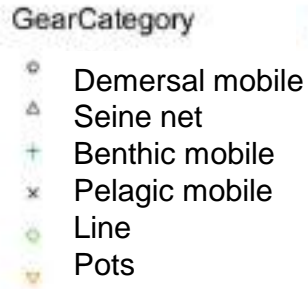 GearCategory
Demersal mobile
Seine net
Benthic mobile
Pelagic mobile
Line
Pots